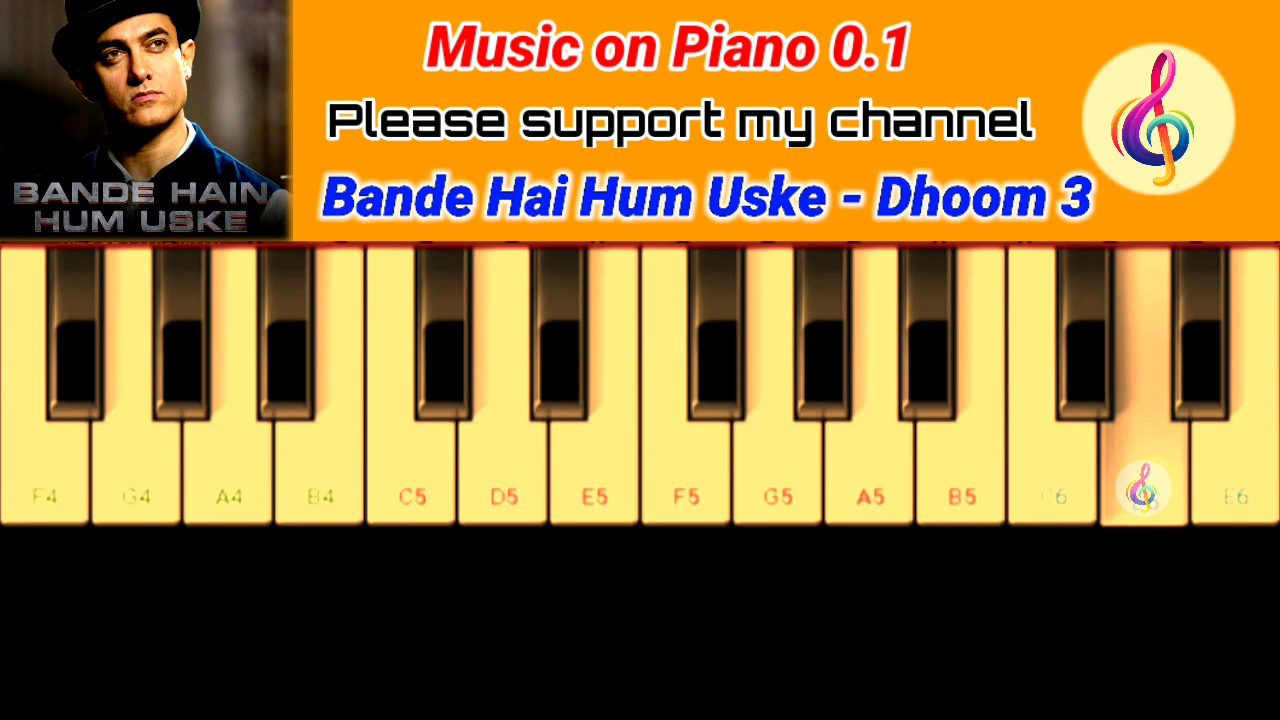 Music on Piano 0.1
Please support my channel
Bande Hai Hum Uske - Dhoom 3
BANDE HAIN
HUM USKE
F4 G4 A4 B4 C5 D5 E5 F5 G5 A5 B5 C6 E6